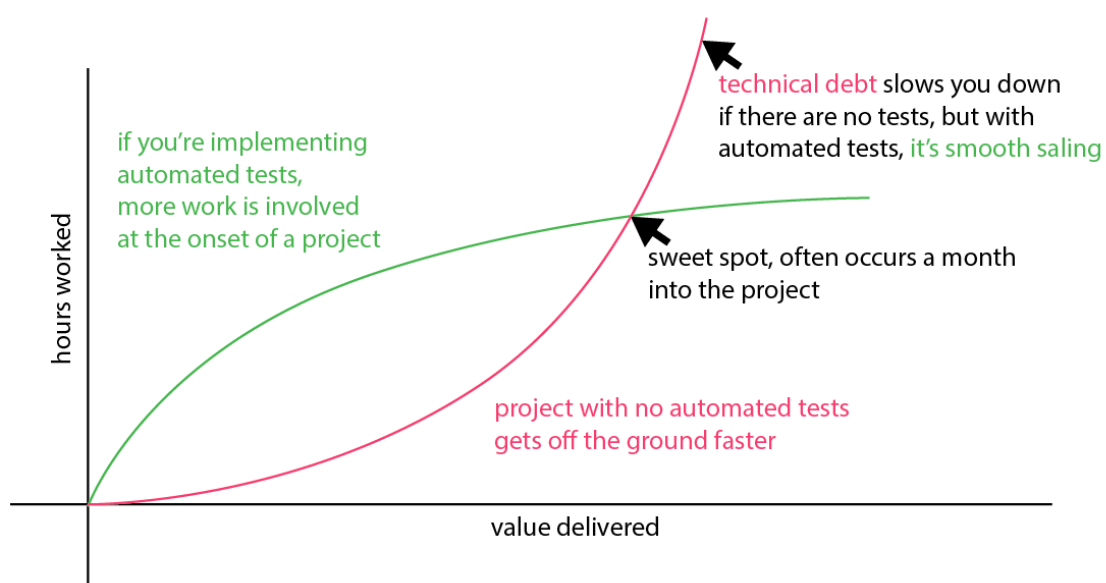 technical debt slows you down
if there are no tests, but with
automated tests, it's smooth saling
if you're implementing
automated tests,
more work is involved
at the onset of a project
hours worked
sweet spot, often occurs a month
into the project
project with no automated tests
gets off the ground faster
value delivered